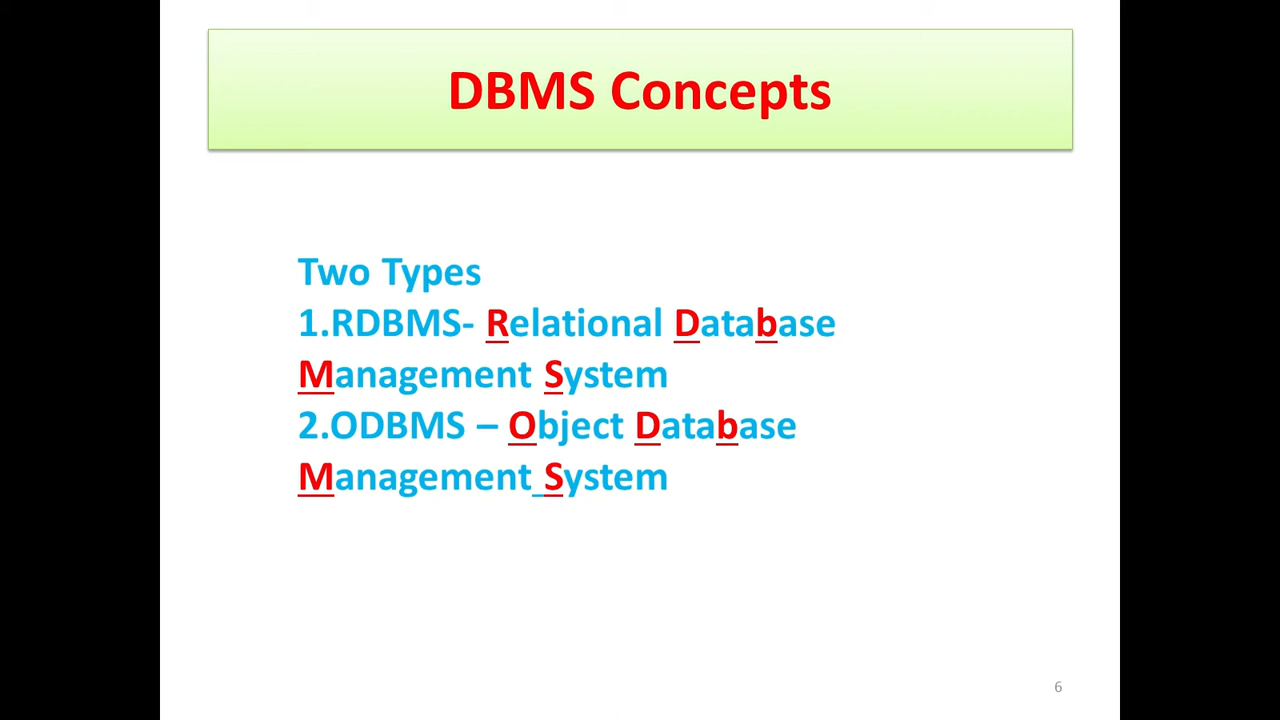 DBMS Concepts
Two Types
1.RDBMS- Relational Database
Management System
2.ODBMS – Object Database
Management System
6